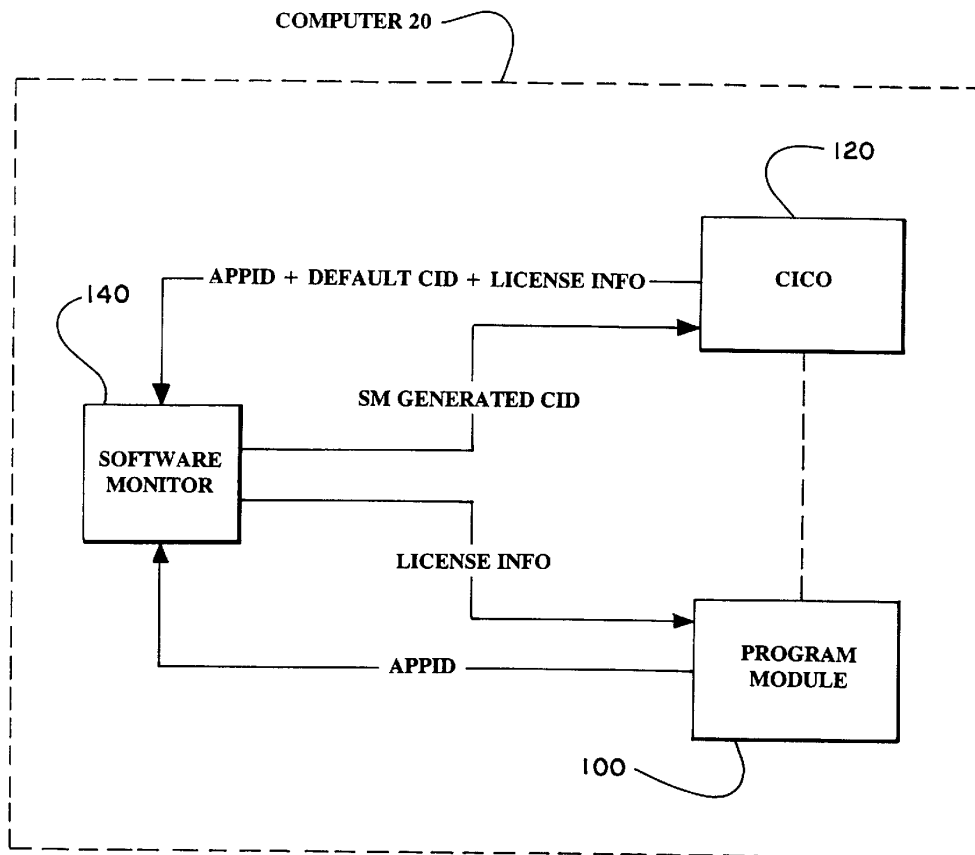 COMPUTER 20
120
APPID + DEFAULT CID + LICENSE INFO
CICO
140
SM GENERATED CID
SOFTWARE
MONITOR
LICENSE INFO
APPID
PROGRAM
MODULE
100